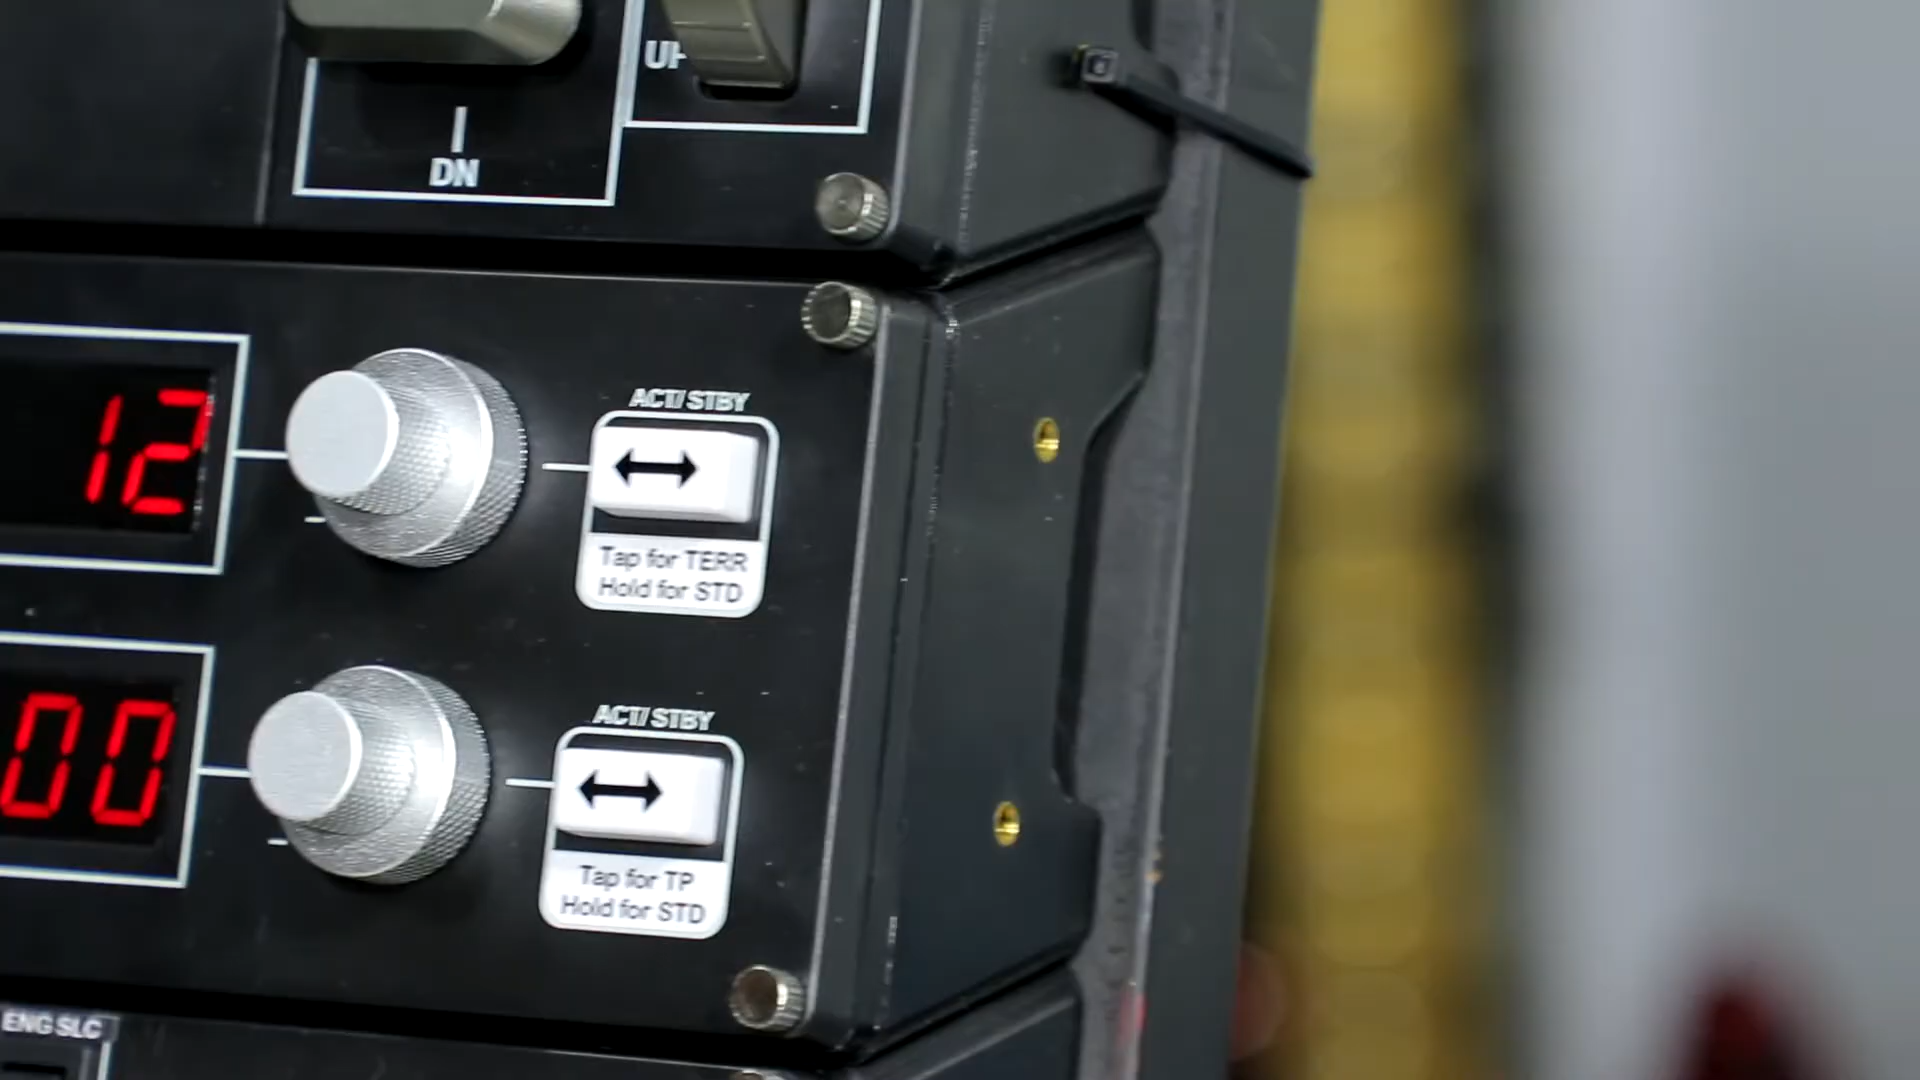 DN
12
ACT/STBY
Tap for TERR
Hold for STD
00
ACT/STBY
Tap for TP
Hold for STD
ENG SLC